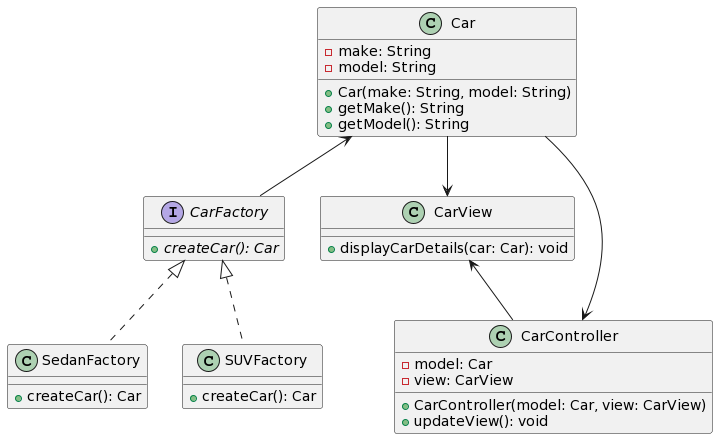 C Car
make: String
model: String
Car(make: String, model: String)
getMake(): String
getModel(): String
I CarFactory
createCar(): Car
C CarView
displayCarDetails(car: Car): void
C SedanFactory
createCar(): Car
C SUVFactory
createCar(): Car
C CarController
model: Car
view: CarView
CarController(model: Car, view: CarView)
updateView(): void